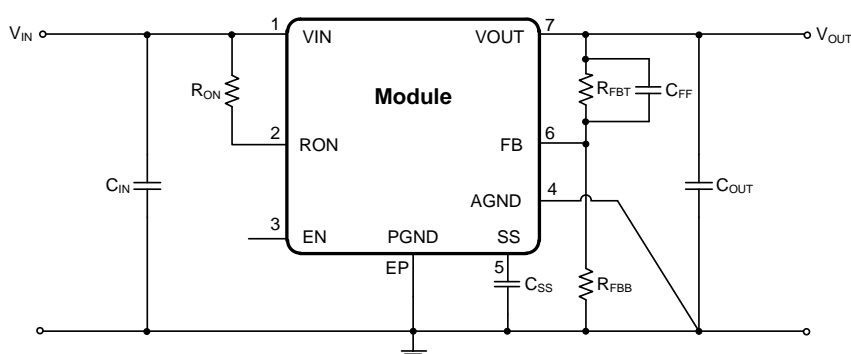 VIN 1 VIN VOUT 7 VOUT
RON Module RFBT CFF
2 RON FB 6
CIN AGND 4 COUT
3 EN PGND SS
EP 5 CSS RFBB